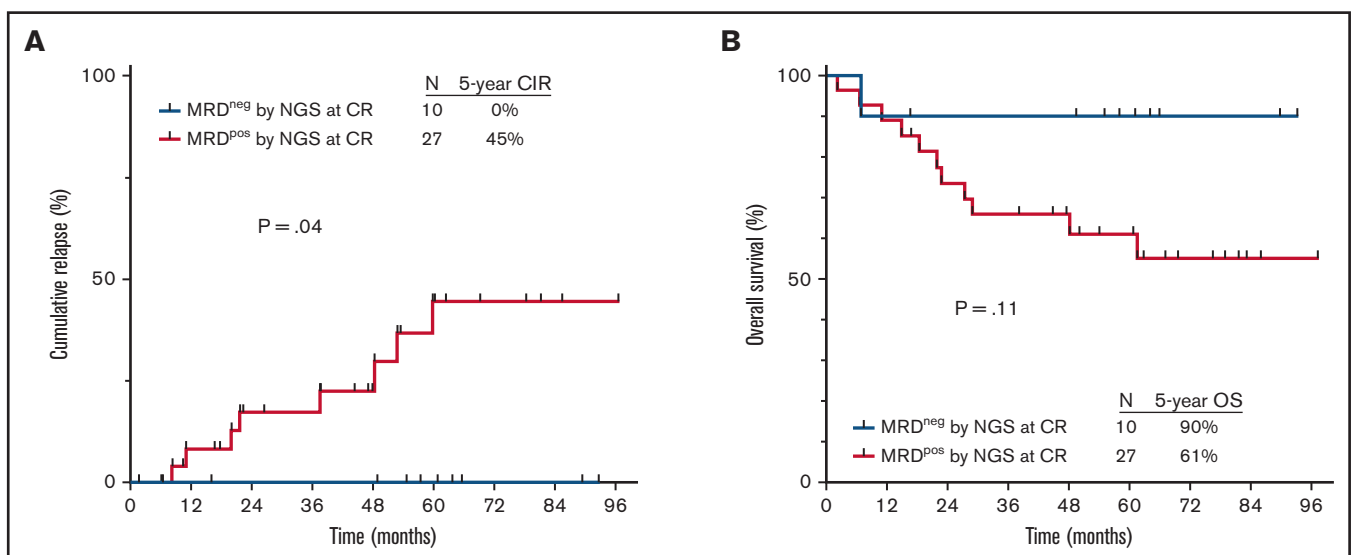 A
100
50
0
Cumulative relapse (%)
N 5-year CIR
MRDneg by NGS at CR 10 0%
MRDpos by NGS at CR 27 45%
P = .04
0 12 24 36 48 60 72 84 96
Time (months)
B
100
50
0
Overall survival (%)
P = .11
N 5-year OS
MRDneg by NGS at CR 10 90%
MRDpos by NGS at CR 27 61%
0 12 24 36 48 60 72 84 96
Time (months)